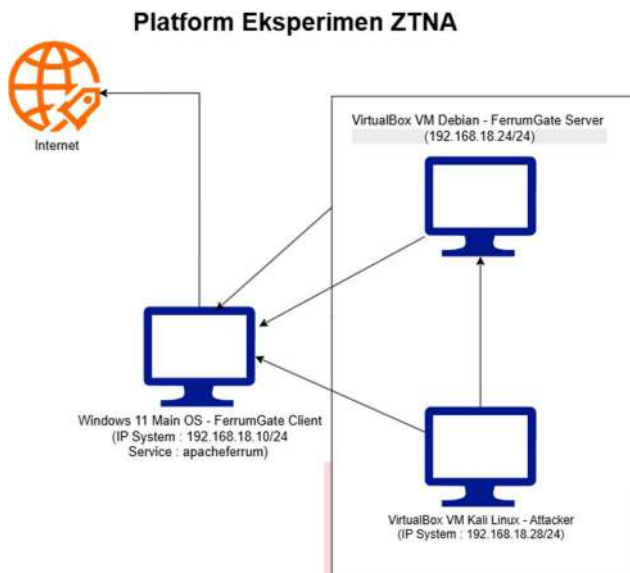 Platform Eksperimen ZTNA
Internet
VirtualBox VM Debian - FerrumGate Server
(192.168.18.24/24)
Windows 11 Main OS - FerrumGate Client
(IP System : 192.168.18.10/24
Service : apacheferrum)
VirtualBox VM Kali Linux - Attacker
(IP System : 192.168.18.28/24)